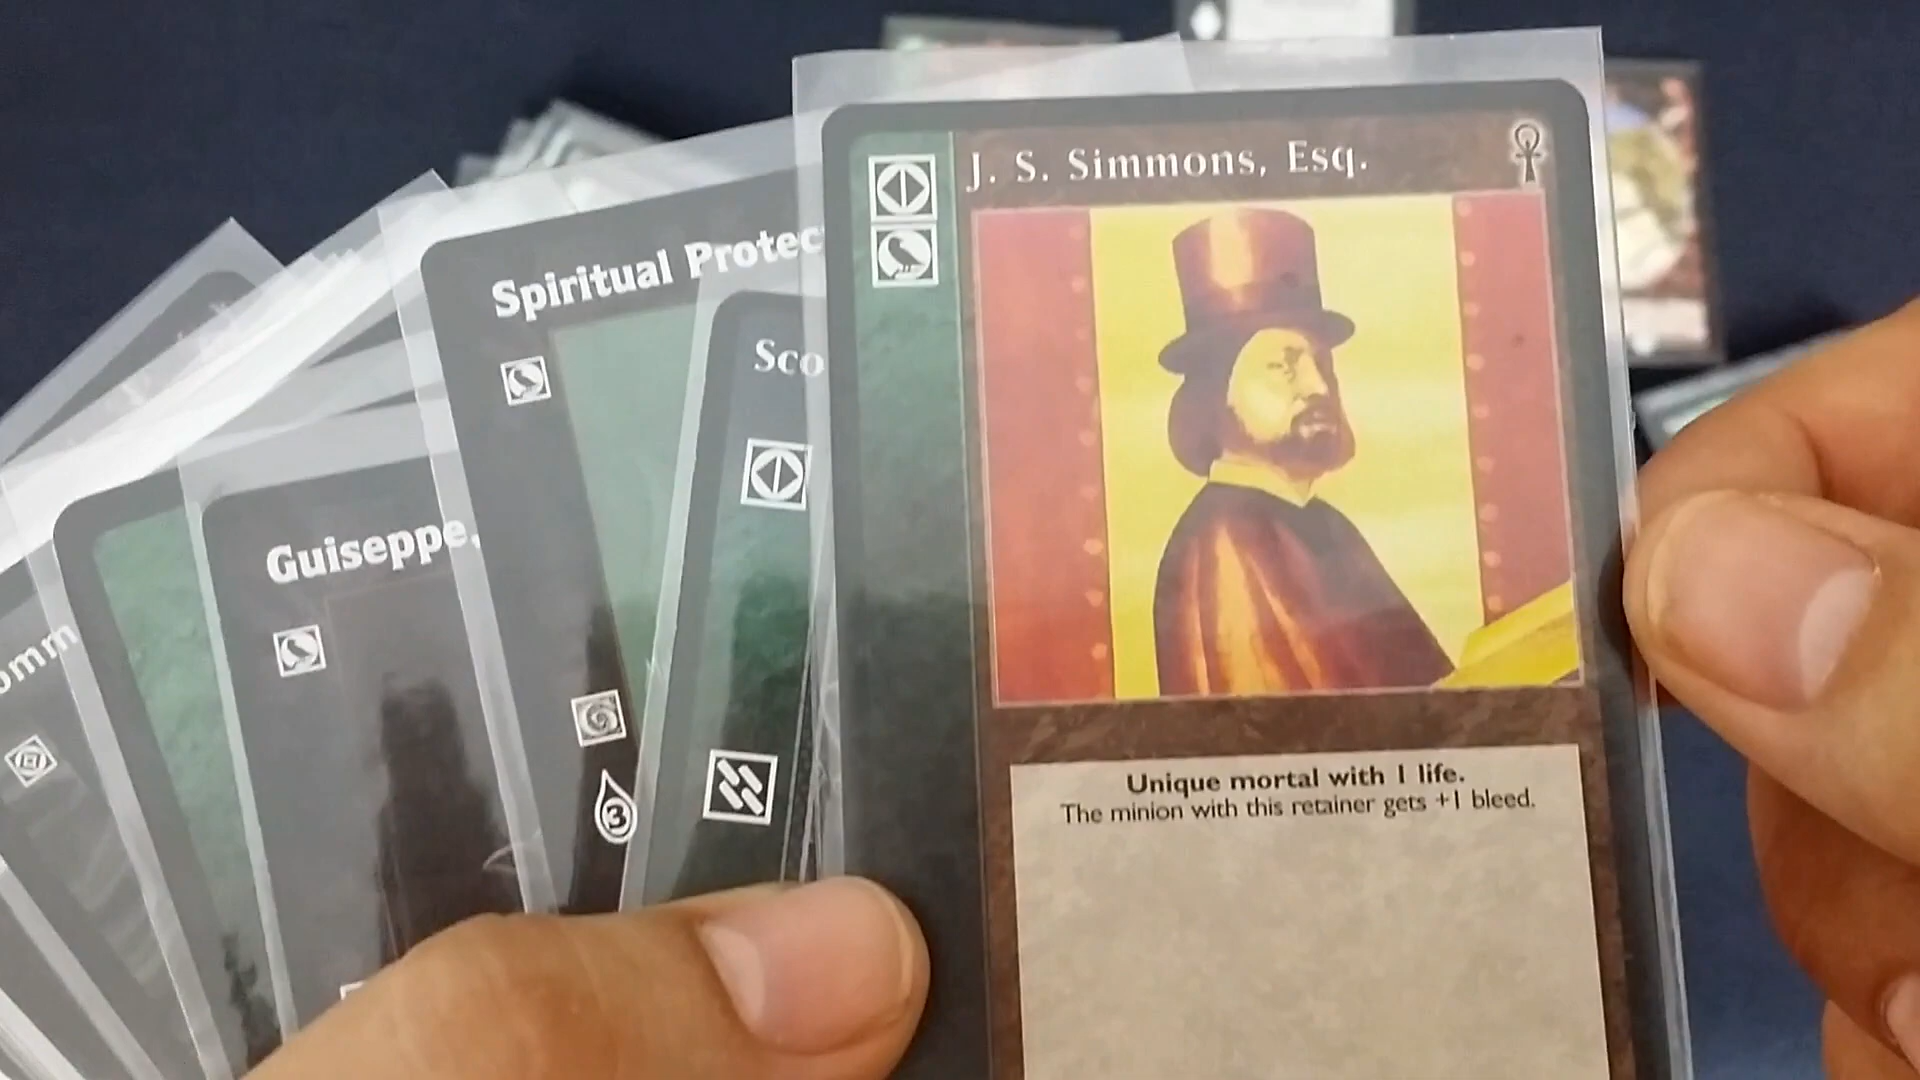 J. S. Simmons, Esq.
Unique mortal with 1 life.
The minion with this retainer gets +1 bleed.
Spiritual Protec
Sco
Guiseppe,
omm
3